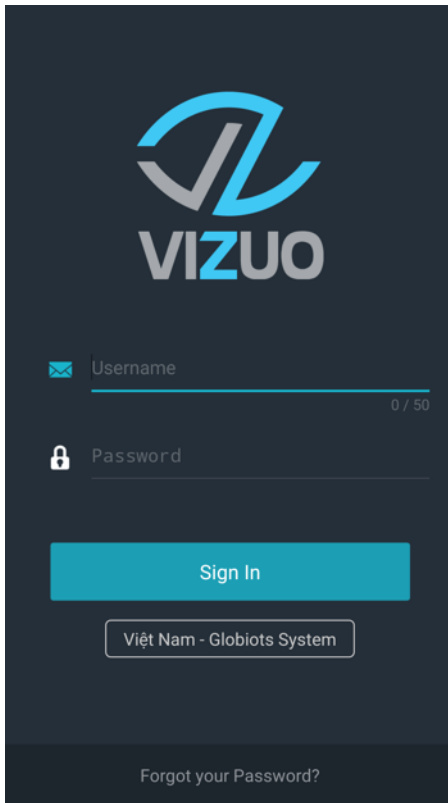 VIZUO
Username
0 / 50
Password
Sign In
Việt Nam - Globiots System
Forgot your Password?